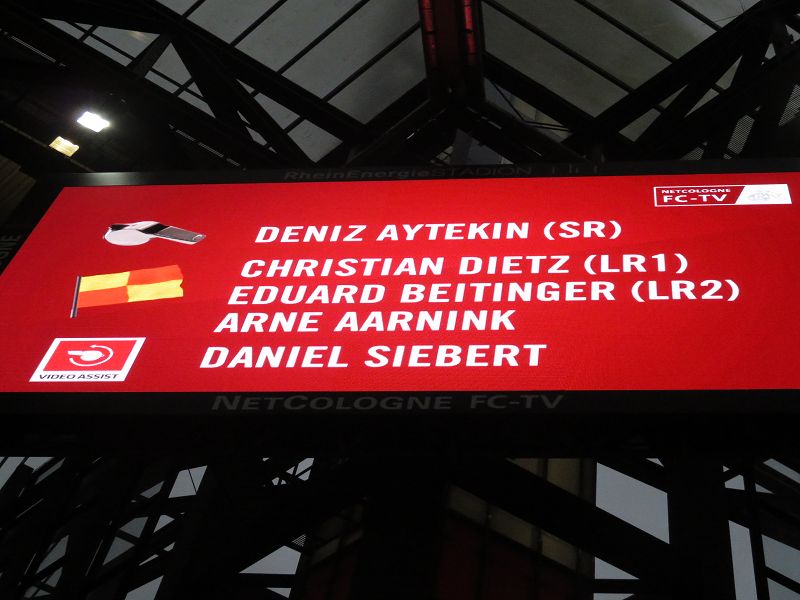 RheinEnergieSTADION
NETCOLOGNE
FC-TV
DENIZ AYTEKIN (SR)
CHRISTIAN DIETZ (LR1)
EDUARD BEITINGER (LR2)
ARNE AARNINK
DANIEL SIEBERT
VIDEO ASSIST
NETCOLOGNE FC-TV